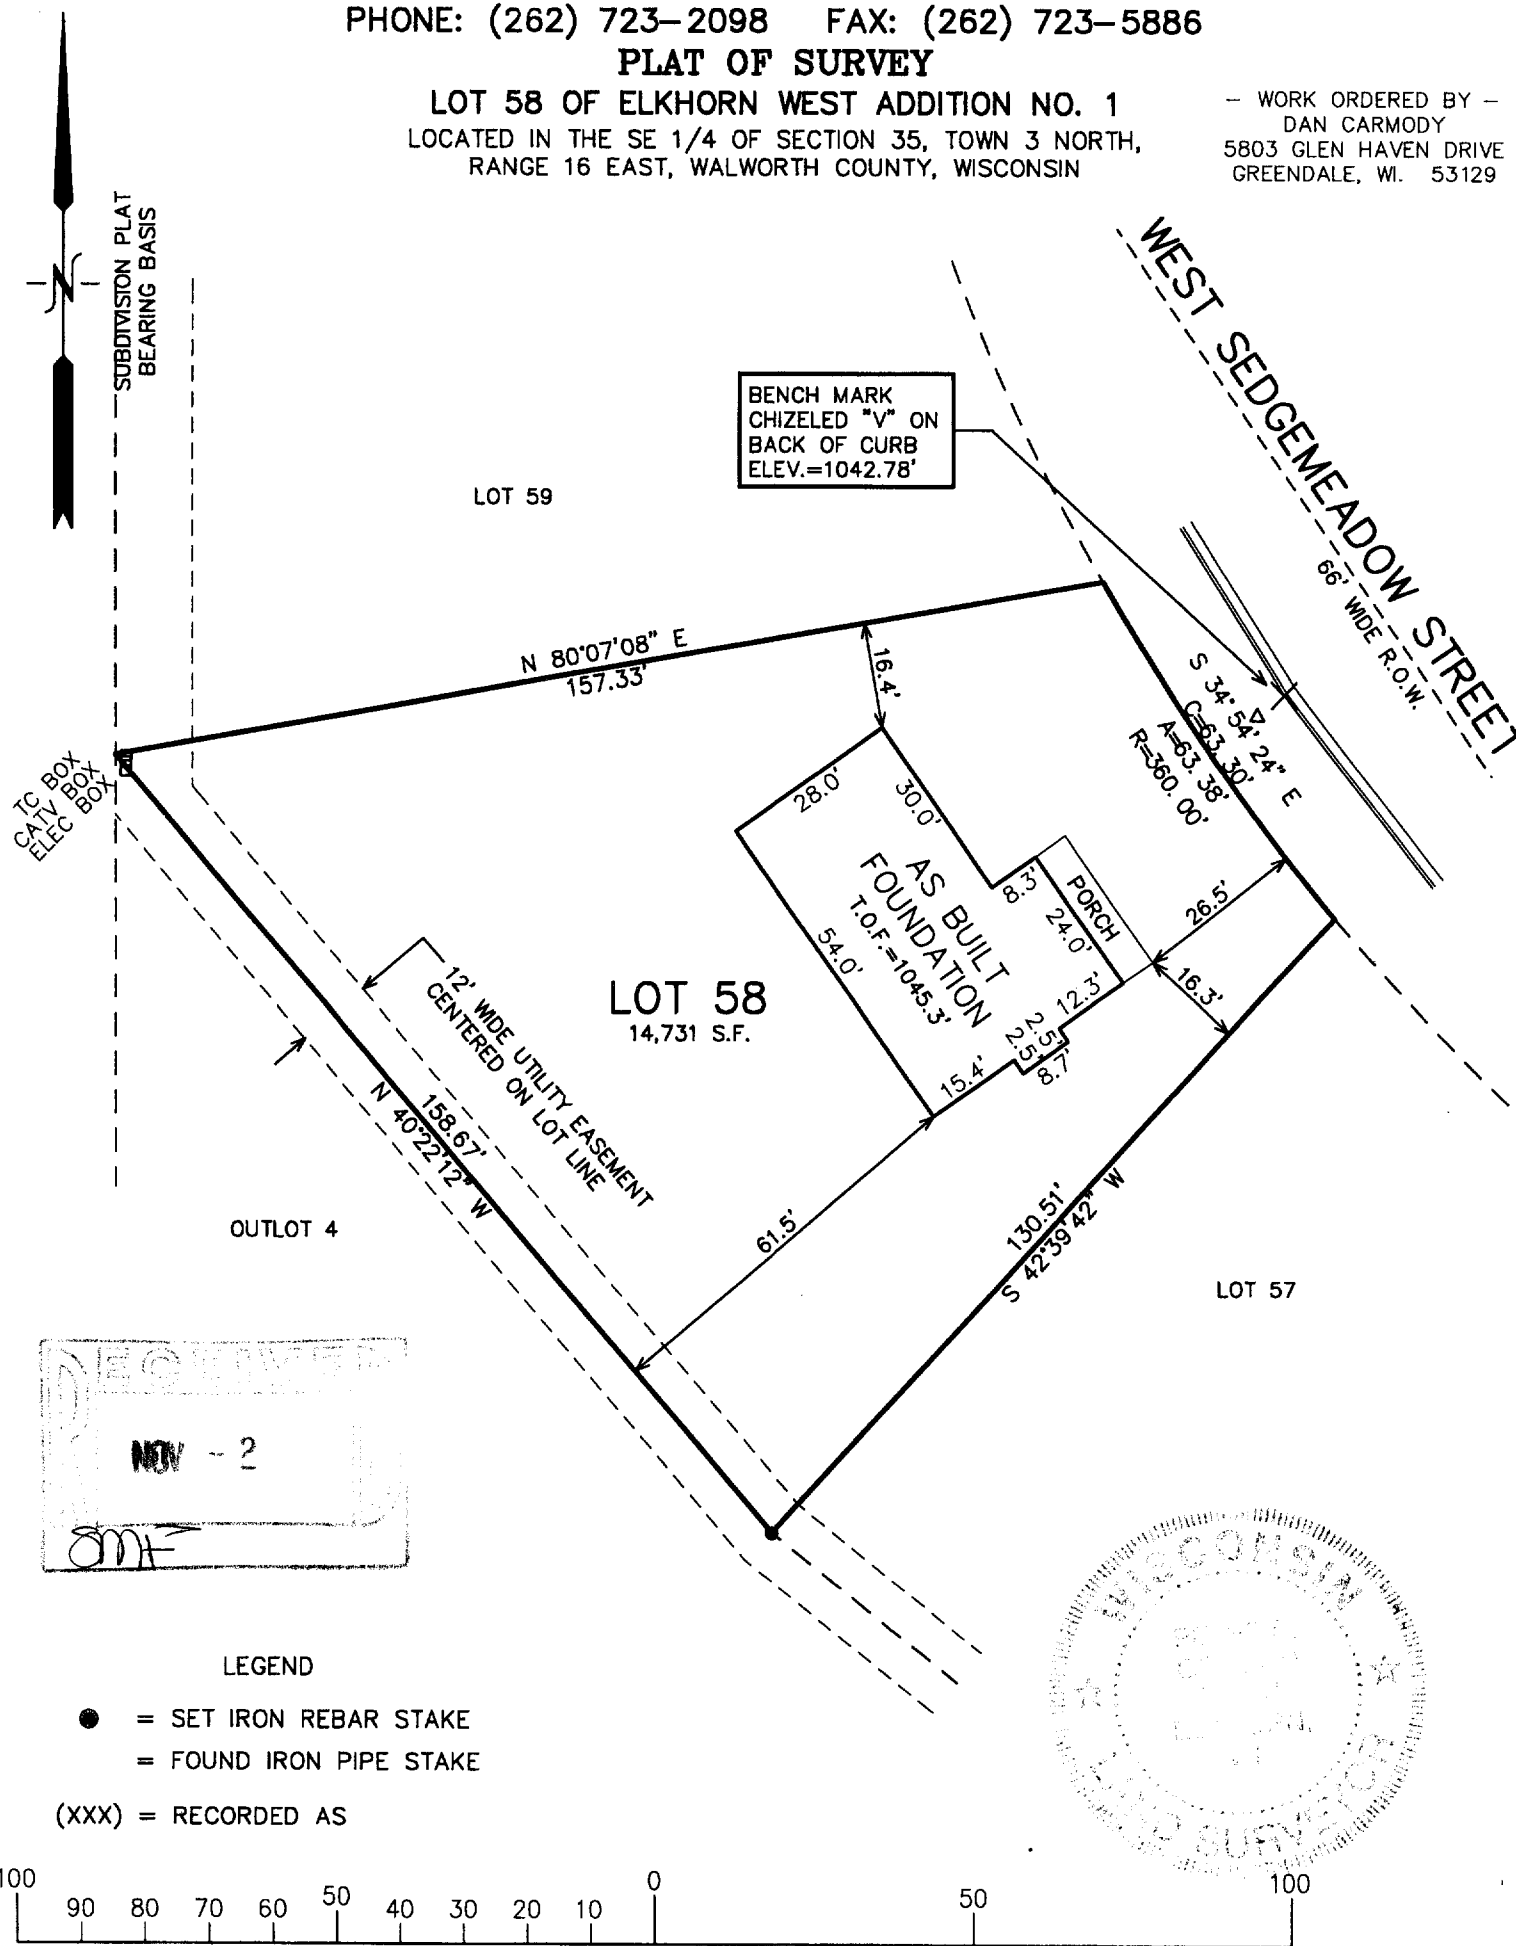 PHONE: (262) 723-2098 FAX: (262) 723-5886
PLAT OF SURVEY
LOT 58 OF ELKHORN WEST ADDITION NO. 1
LOCATED IN THE SE 1/4 OF SECTION 35, TOWN 3 NORTH,
RANGE 16 EAST, WALWORTH COUNTY, WISCONSIN
- WORK ORDERED BY -
DAN CARMODY
5803 GLEN HAVEN DRIVE
GREENDALE, WI. 53129
N
SUBDIVISION PLAT
BEARING BASIS
WEST SEDGEMEADOW STREET
66' WIDE R.O.W.
BENCH MARK
CHIZELED "V" ON
BACK OF CURB
ELEV.=1042.78'
LOT 59
N 80°07'08" E
157.33'
16.4'
S 34°54'24" E
C=63.30'
A=63.38'
R=360.00'
TC BOX
CATV BOX
ELEC BOX
28.0'
30.0'
8.3'
PORCH
24.0'
AS BUILT
FOUNDATION
T.O.F.=1045.3'
54.0'
26.5'
16.3'
12.3'
2.5'
2.5'
8.7'
15.4'
LOT 58
14,731 S.F.
12' WIDE UTILITY EASEMENT
CENTERED ON LOT LINE
158.67'
N 40°22'12" W
61.5'
130.51'
S 42°39'42" W
OUTLOT 4
LOT 57
RECEIVED
NOV - 2
WISCONSIN
LAND SURVEYOR
LEGEND
= SET IRON REBAR STAKE
= FOUND IRON PIPE STAKE
(XXX) = RECORDED AS
100 90 80 70 60 50 40 30 20 10 0 50 100